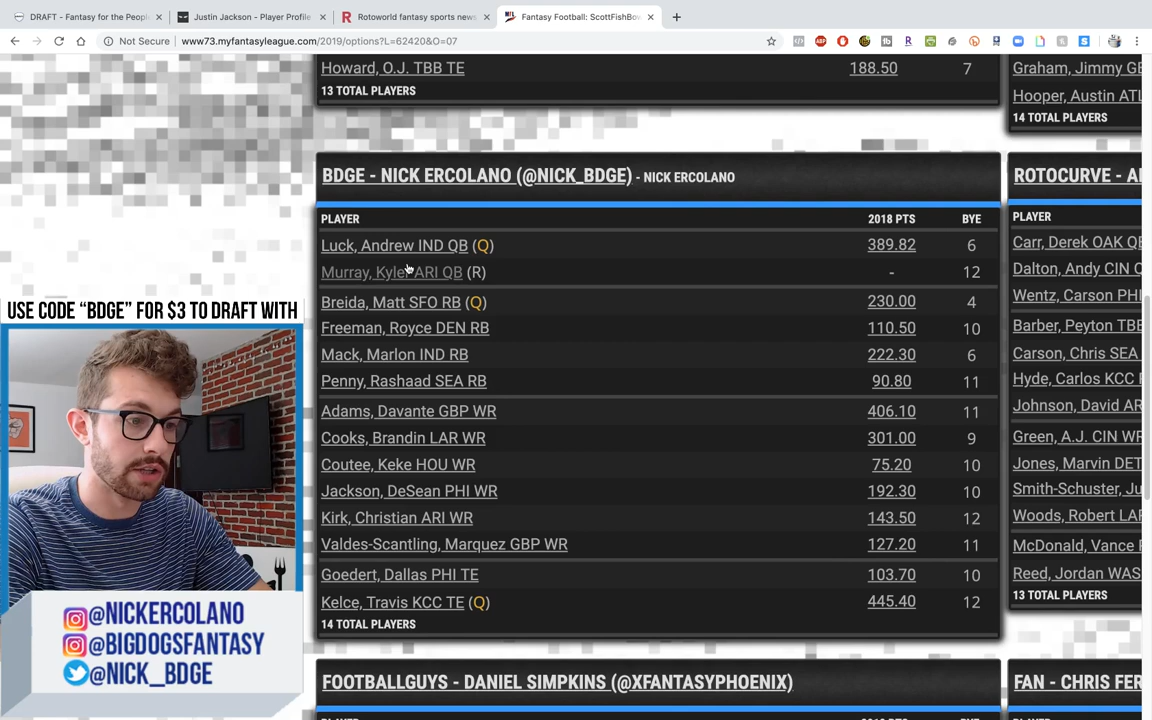 DRAFT - Fantasy for the Peopl
Justin Jackson - Player Profile
Rotoworld fantasy sports news
Fantasy Football: ScottFishBow
Not Secure www73.myfantasyleague.com/2019/options?L=62420&O=07
Howard, O.J. TBB TE 188.50 7
13 TOTAL PLAYERS
Graham, Jimmy GB
Hooper, Austin ATL
14 TOTAL PLAYERS
BDGE - NICK ERCOLANO (@NICK_BDGE) - NICK ERCOLANO
PLAYER 2018 PTS BYE
Luck, Andrew IND QB (Q) 389.82 6
Murray, Kyler ARI QB (R) - 12
Breida, Matt SFO RB (Q) 230.00 4
Freeman, Royce DEN RB 110.50 10
Mack, Marlon IND RB 222.30 6
Penny, Rashaad SEA RB 90.80 11
Adams, Davante GBP WR 406.10 11
Cooks, Brandin LAR WR 301.00 9
Coutee, Keke HOU WR 75.20 10
Jackson, DeSean PHI WR 192.30 10
Kirk, Christian ARI WR 143.50 12
Valdes-Scantling, Marquez GBP WR 127.20 11
Goedert, Dallas PHI TE 103.70 10
Kelce, Travis KCC TE (Q) 445.40 12
14 TOTAL PLAYERS
ROTOCURVE - A
PLAYER
Carr, Derek OAK QB
Dalton, Andy CIN Q
Wentz, Carson PHI
Barber, Peyton TBB
Carson, Chris SEA
Hyde, Carlos KCC
Johnson, David AR
Green, A.J. CIN WR
Jones, Marvin DET
Smith-Schuster, Ju
Woods, Robert LAR
McDonald, Vance P
Reed, Jordan WAS
13 TOTAL PLAYERS
FOOTBALLGUYS - DANIEL SIMPKINS (@XFANTASYPHOENIX)
FAN - CHRIS FER
USE CODE "BDGE" FOR $3 TO DRAFT WITH
@NICKERCOLANO
@BIGDOGSFANTASY
@NICK_BDGE